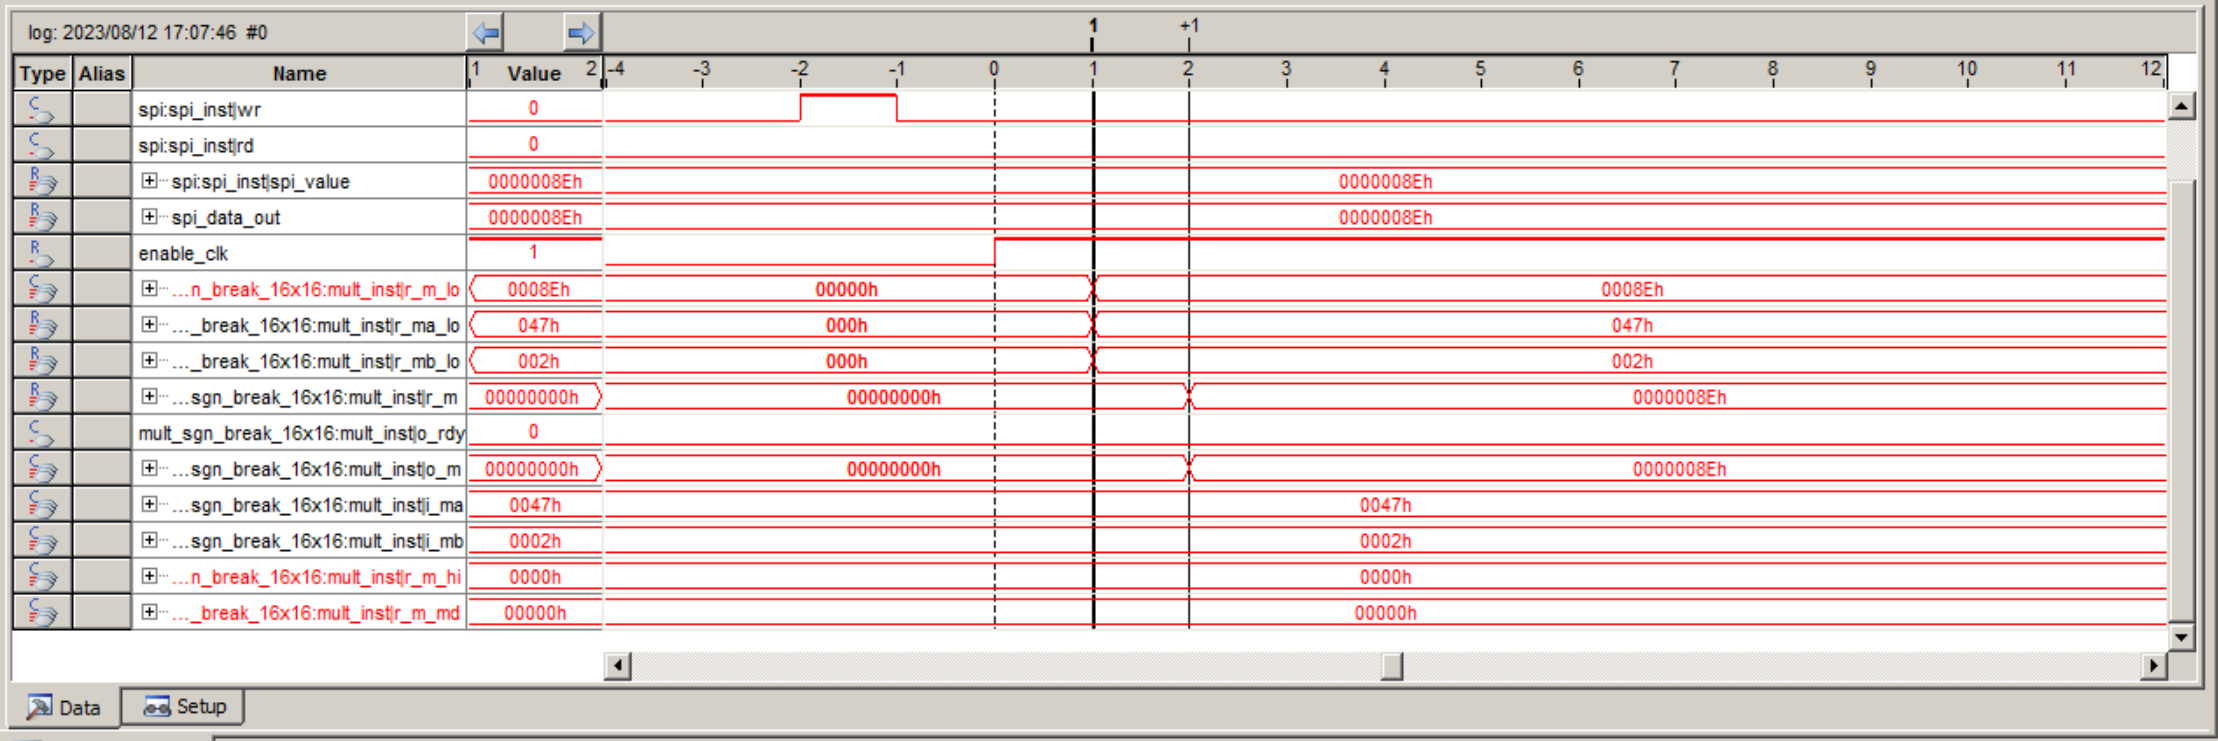 log: 2023/08/12 17:07:46 #0 1 +1
Type Alias Name 1 Value 2 -4 -3 -2 -1 0 1 2 3 4 5 6 7 8 9 10 11 12
C spi:spi_inst|wr 0
C spi:spi_inst|rd 0
R spi:spi_inst|spi_value 0000008Eh 0000008Eh
R spi_data_out 0000008Eh 0000008Eh
R enable_clk 1
C ...n_break_16x16:mult_inst|r_m_lo 0008Eh 00000h 0008Eh
R ..._break_16x16:mult_inst|r_ma_lo 047h 000h 047h
R ..._break_16x16:mult_inst|r_mb_lo 002h 000h 002h
R ...sgn_break_16x16:mult_inst|r_m 00000000h 00000000h 0000008Eh
C mult_sgn_break_16x16:mult_inst|o_rdy 0
C ...sgn_break_16x16:mult_inst|o_m 00000000h 00000000h 0000008Eh
C ...sgn_break_16x16:mult_inst|i_ma 0047h 0047h
C ...sgn_break_16x16:mult_inst|i_mb 0002h 0002h
C ...n_break_16x16:mult_inst|r_m_hi 0000h 0000h
C ..._break_16x16:mult_inst|r_m_md 00000h 00000h
Data Setup